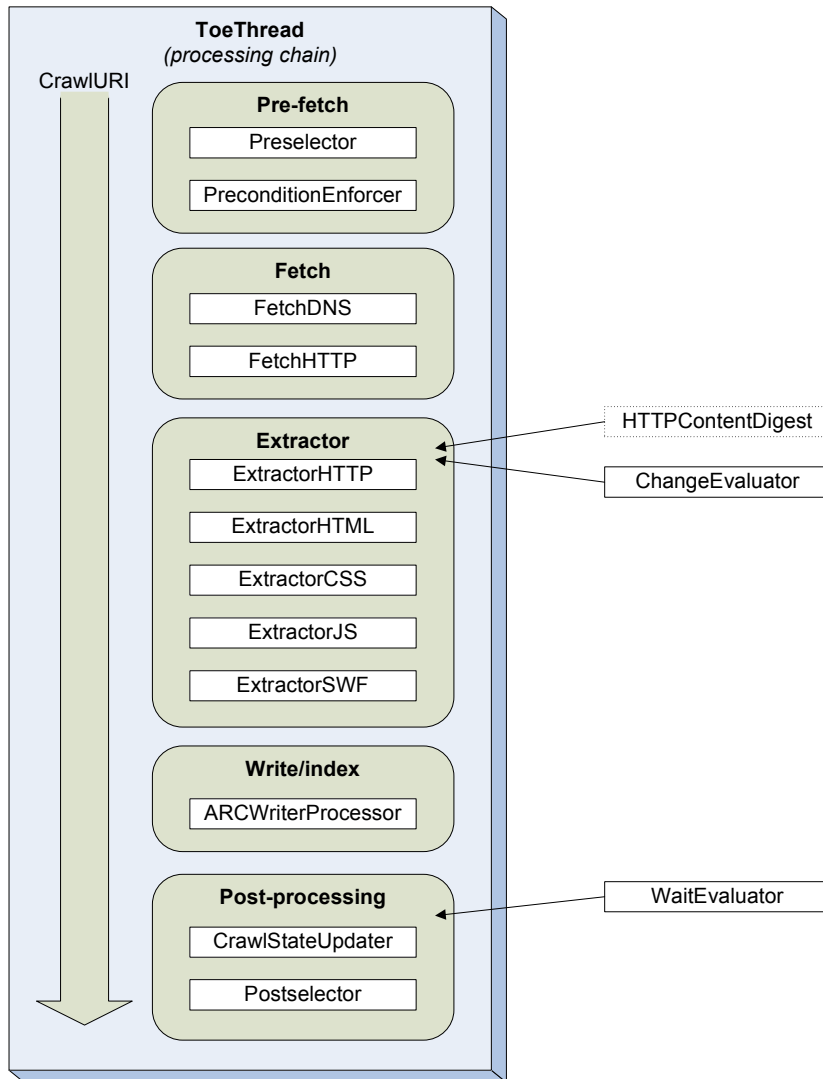 ToeThread
(processing chain)
CrawlURI
Pre-fetch
Preselector
PreconditionEnforcer
Fetch
FetchDNS
FetchHTTP
Extractor
ExtractorHTTP
ExtractorHTML
ExtractorCSS
ExtractorJS
ExtractorSWF
HTTPContentDigest
ChangeEvaluator
Write/index
ARCWriterProcessor
Post-processing
CrawlStateUpdater
Postselector
WaitEvaluator